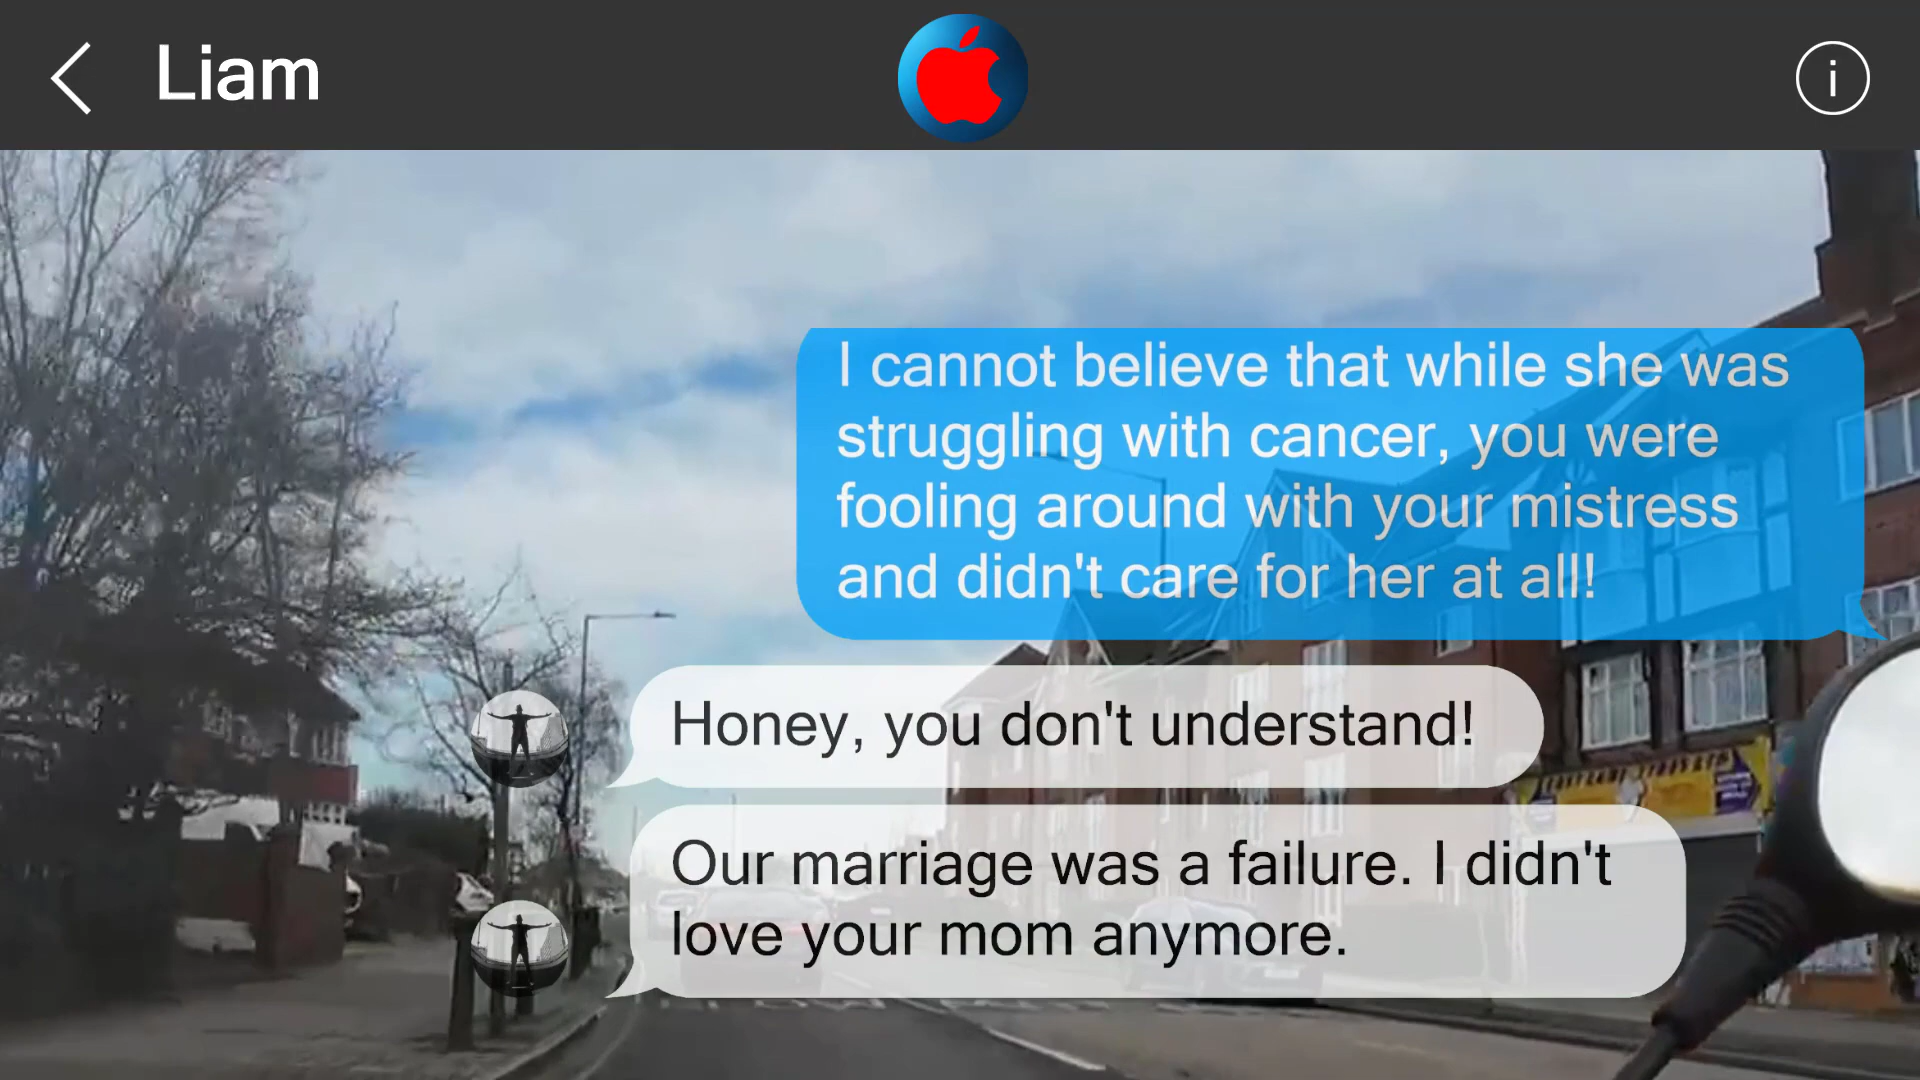 Liam
I cannot believe that while she was
struggling with cancer, you were
fooling around with your mistress
and didn't care for her at all!
Honey, you don't understand!
Our marriage was a failure. I didn't
love your mom anymore.